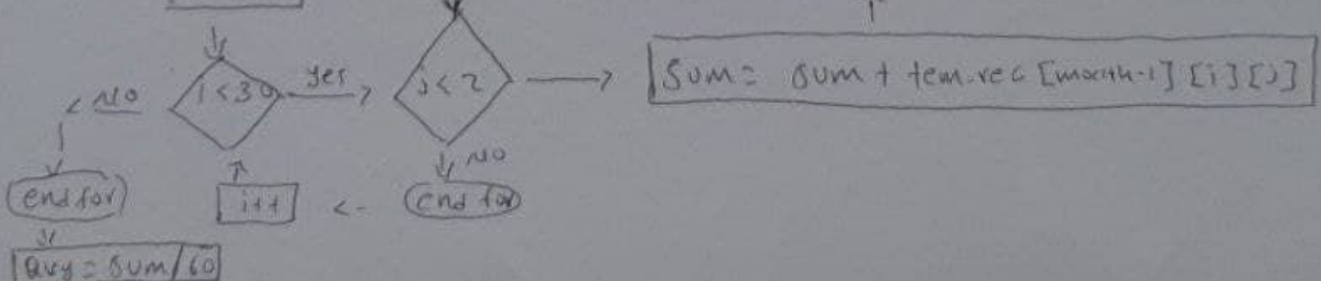 i<30
yes
j<2
Sum = sum + tem.rec [month-1] [i][j]
NO
NO
end for
i++
end for
avg = sum/60